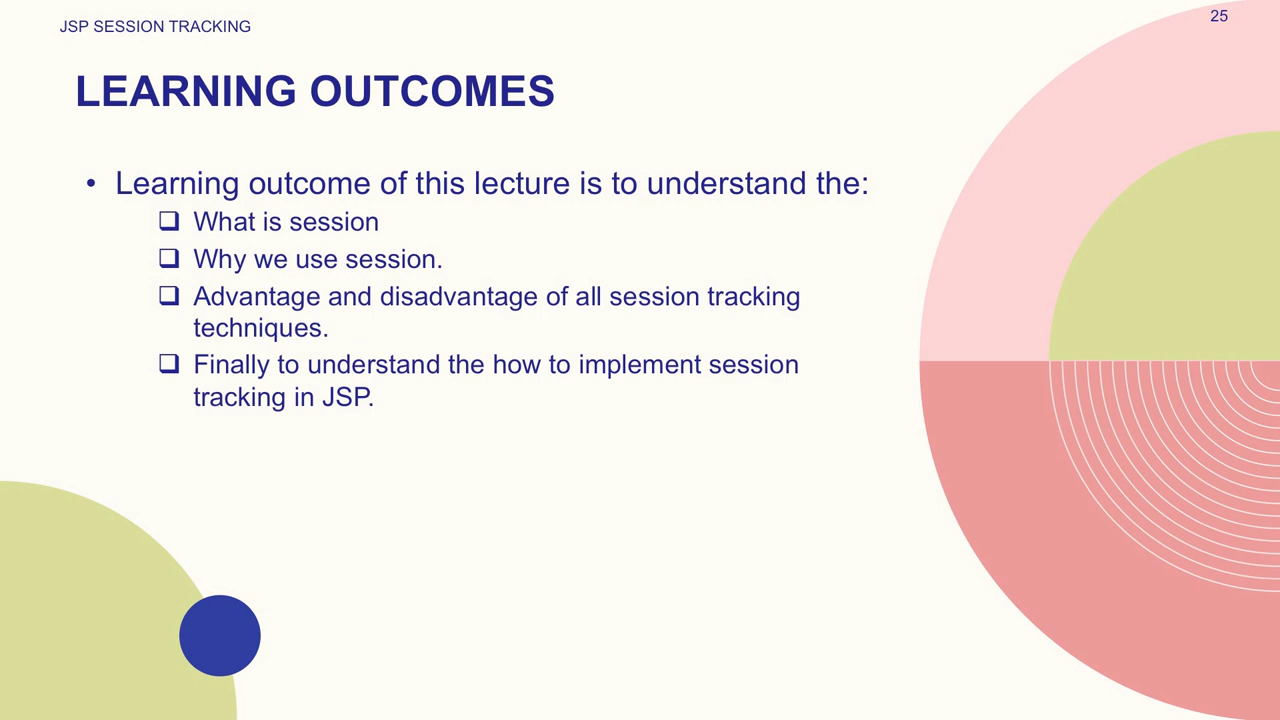 JSP SESSION TRACKING
25
LEARNING OUTCOMES
• Learning outcome of this lecture is to understand the:
❑ What is session
❑ Why we use session.
❑ Advantage and disadvantage of all session tracking
techniques.
❑ Finally to understand the how to implement session
tracking in JSP.